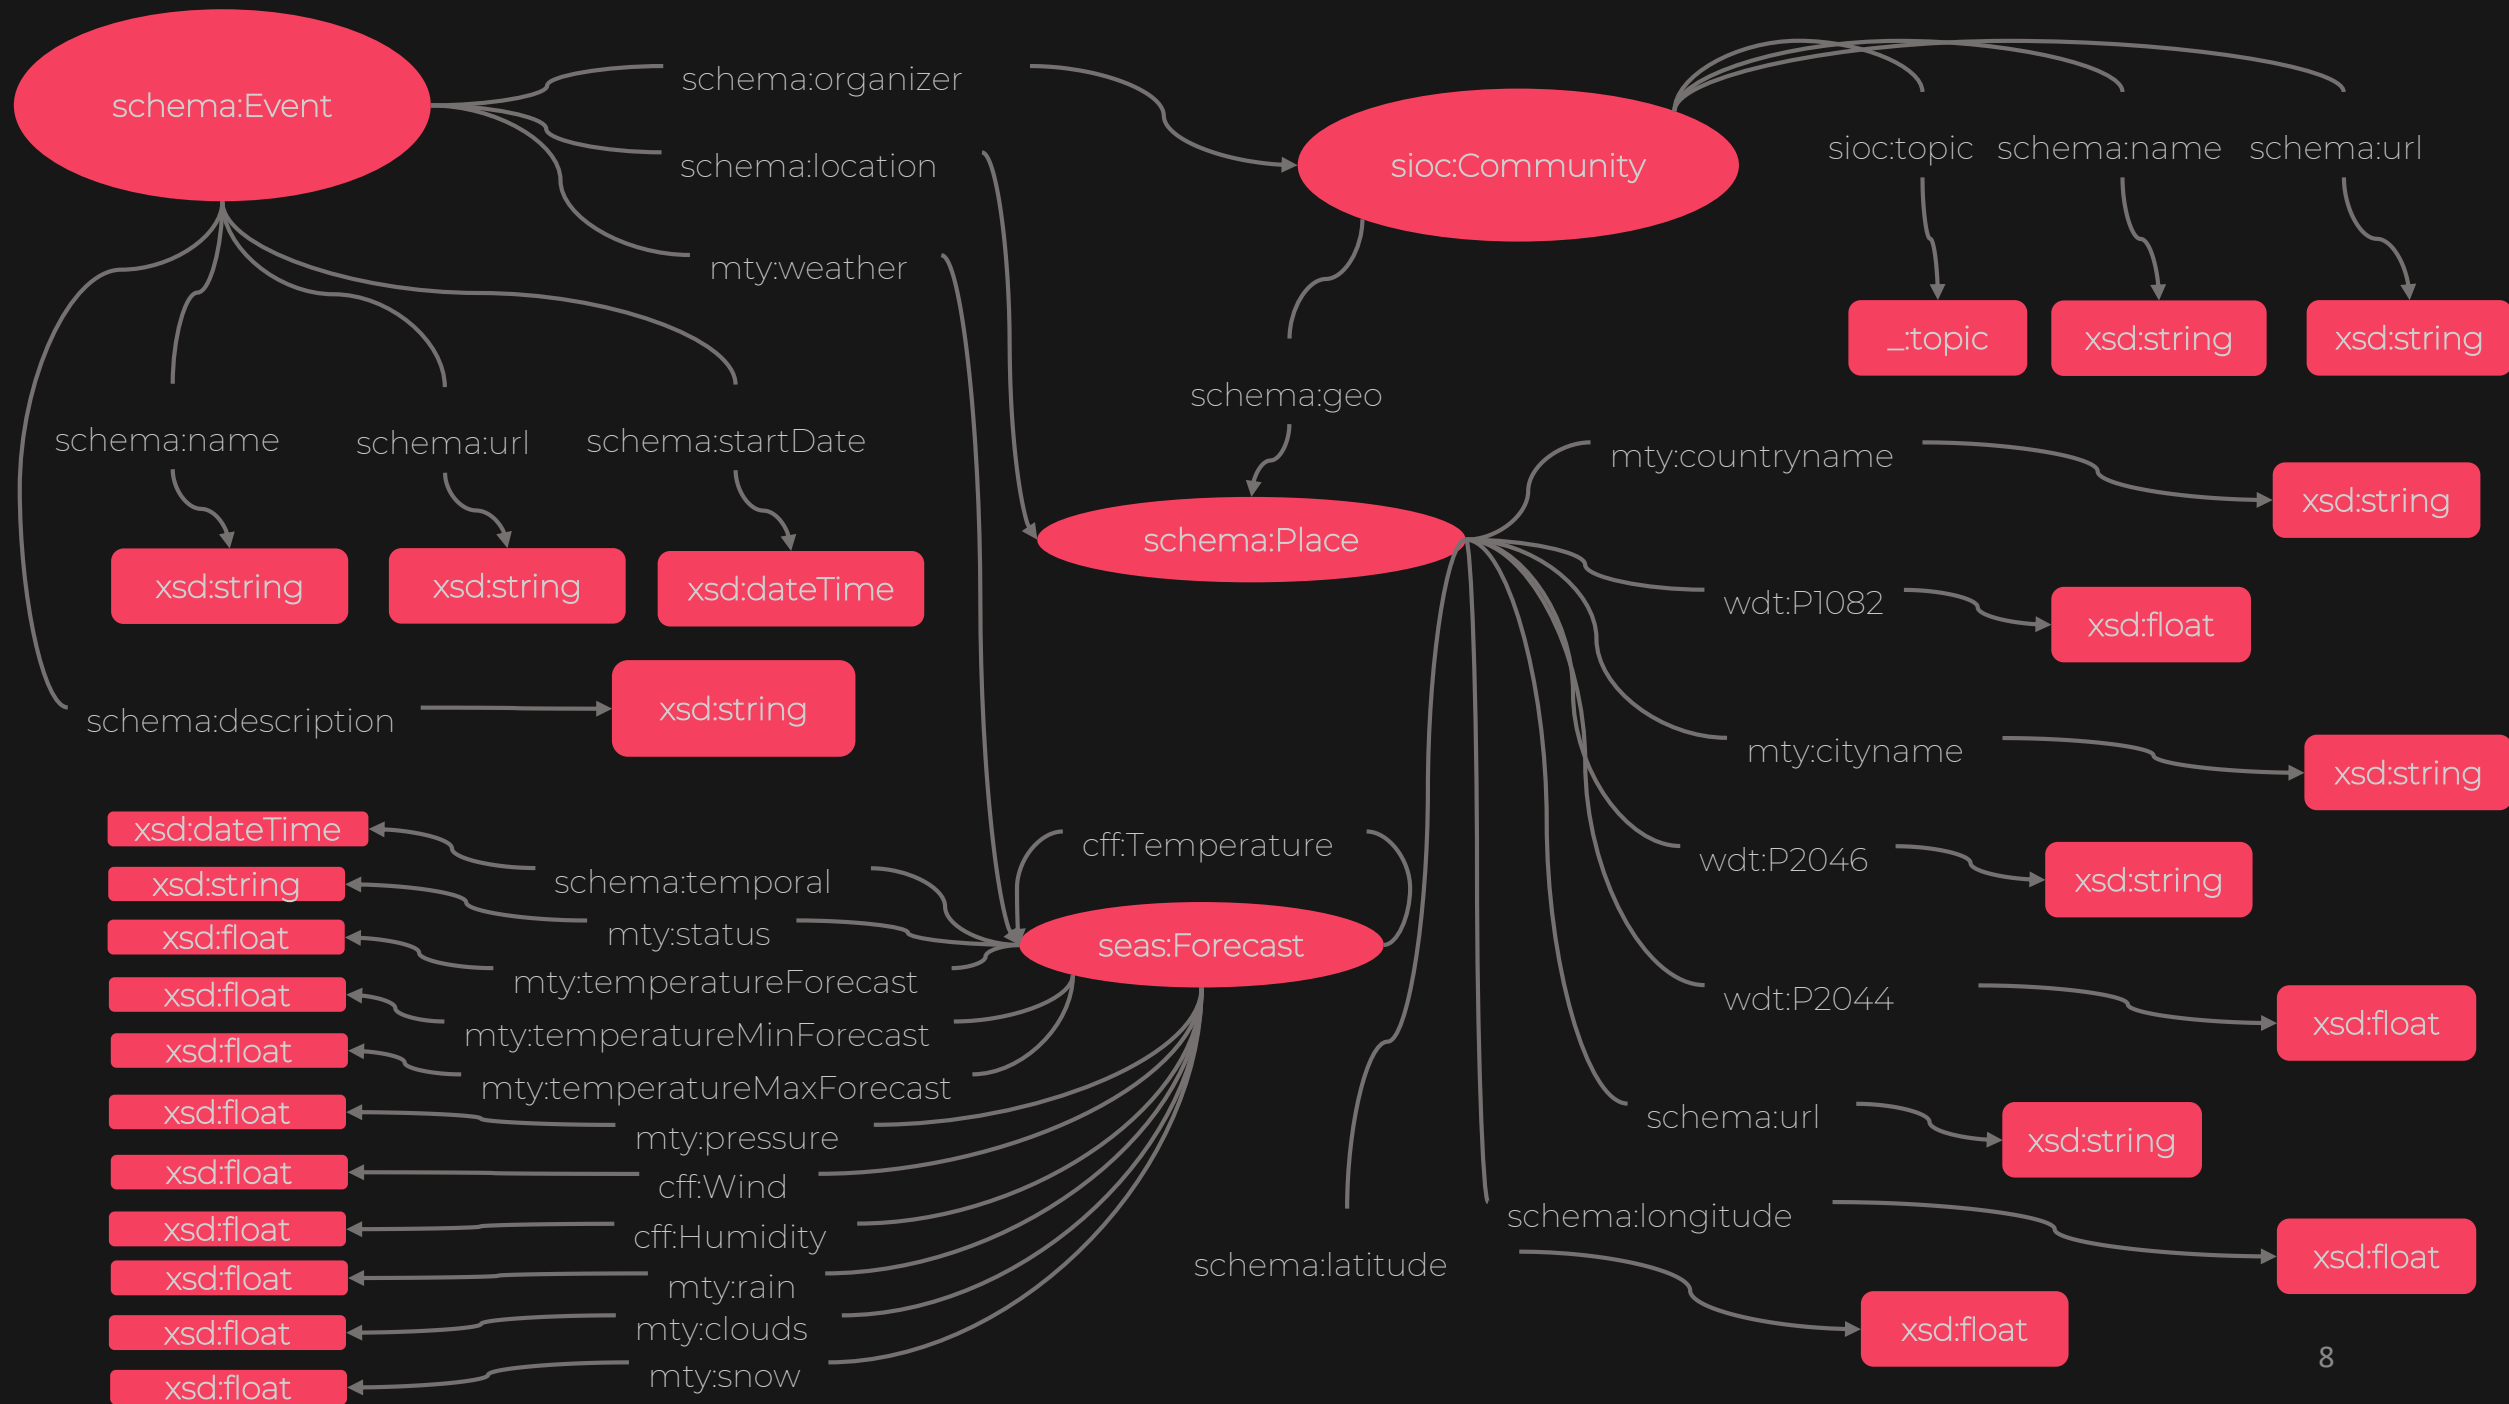 schema:Event
schema:organizer
schema:location
mty:weather
sioc:Community
sioc:topic
schema:name
schema:url
_:topic
xsd:string
xsd:string
schema:geo
schema:name
schema:url
schema:startDate
xsd:string
xsd:string
xsd:dateTime
schema:description
xsd:string
schema:Place
mty:countryname
xsd:string
wdt:P1082
xsd:float
mty:cityname
xsd:string
wdt:P2046
xsd:string
wdt:P2044
xsd:float
schema:url
xsd:string
schema:longitude
xsd:float
schema:latitude
xsd:float
cff:Temperature
seas:Forecast
xsd:dateTime
schema:temporal
xsd:string
mty:status
xsd:float
mty:temperatureForecast
xsd:float
mty:temperatureMinForecast
xsd:float
mty:temperatureMaxForecast
xsd:float
mty:pressure
xsd:float
cff:Wind
xsd:float
cff:Humidity
xsd:float
mty:rain
xsd:float
mty:clouds
xsd:float
mty:snow
8